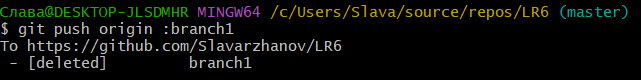 Слава@DESKTOP-JLSDMHR MINGW64 /c/Users/Slava/source/repos/LR6 (master)
$ git push origin :branch1
To https://github.com/Slavarzhanov/LR6
 - [deleted]         branch1